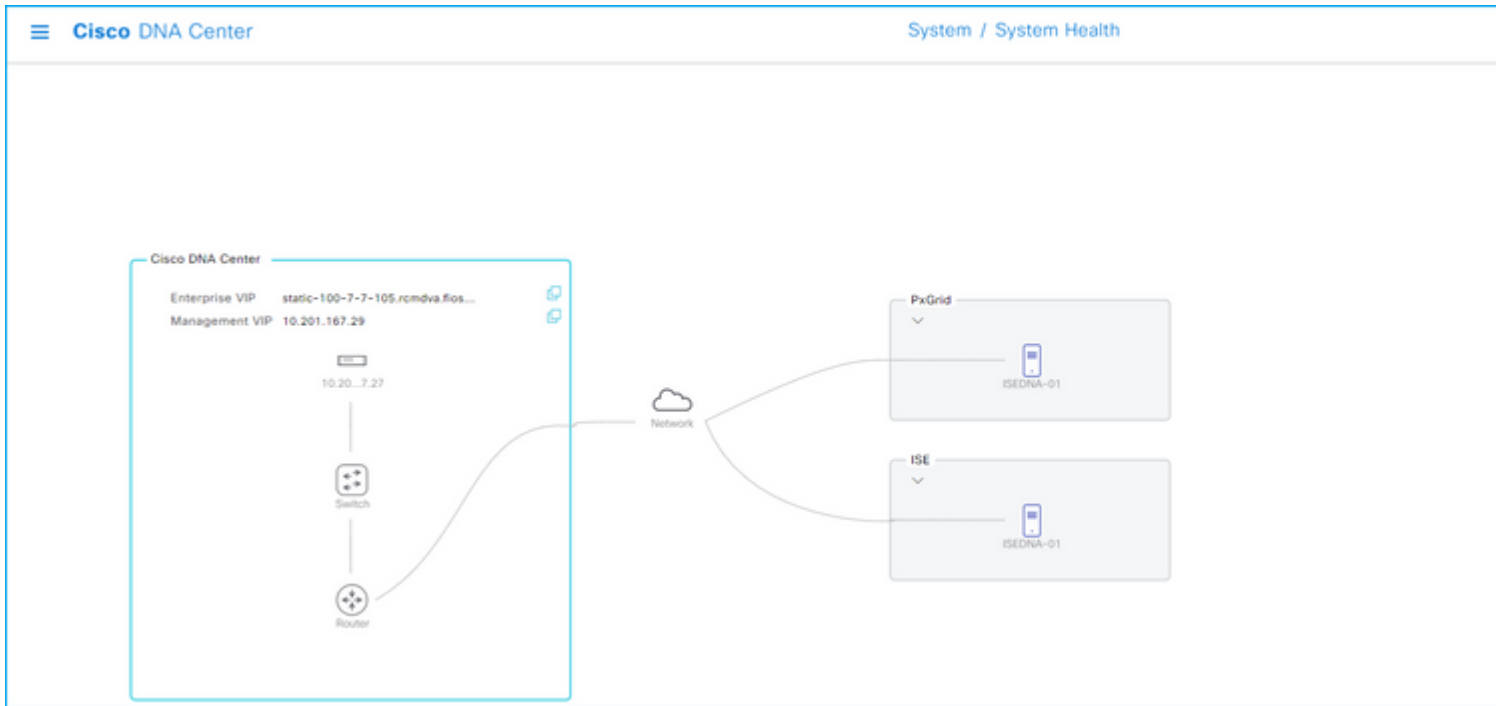 Cisco DNA Center
System / System Health
Cisco DNA Center
Enterprise VIP static-100-7-7-105.rcmdva.fios...
Management VIP 10.201.167.29
10.20...7.27
Switch
Router
Network
PxGrid
ISEDNA-01
ISE
ISEDNA-01